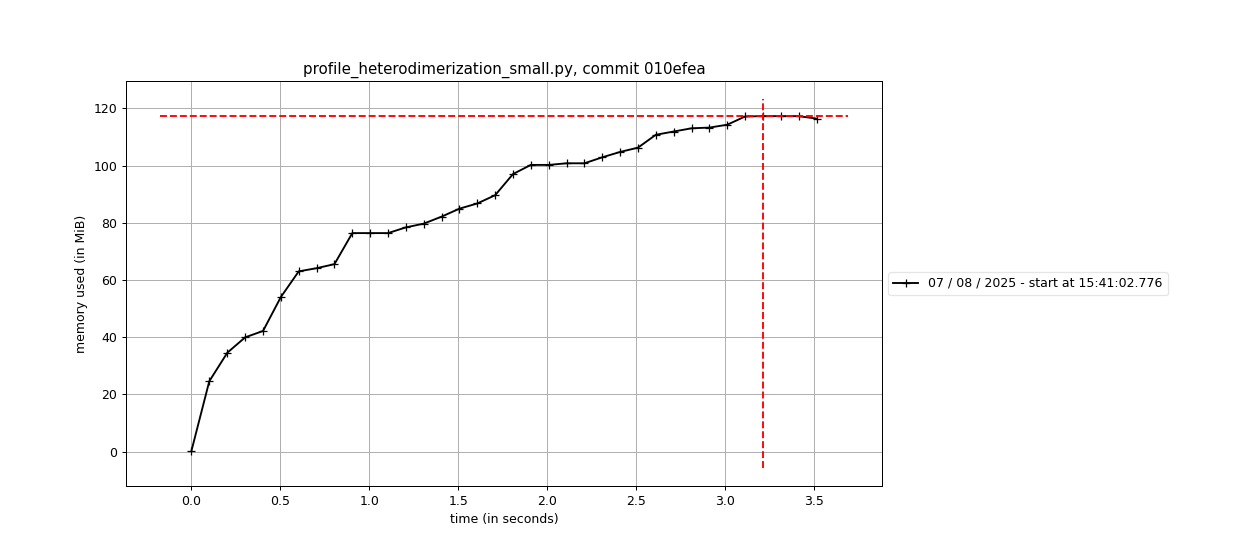 profile_heterodimerization_small.py, commit 010efea
120
100
80
60
40
20
0
memory used (in MiB)
0.0 0.5 1.0 1.5 2.0 2.5 3.0 3.5
time (in seconds)
07 / 08 / 2025 - start at 15:41:02.776